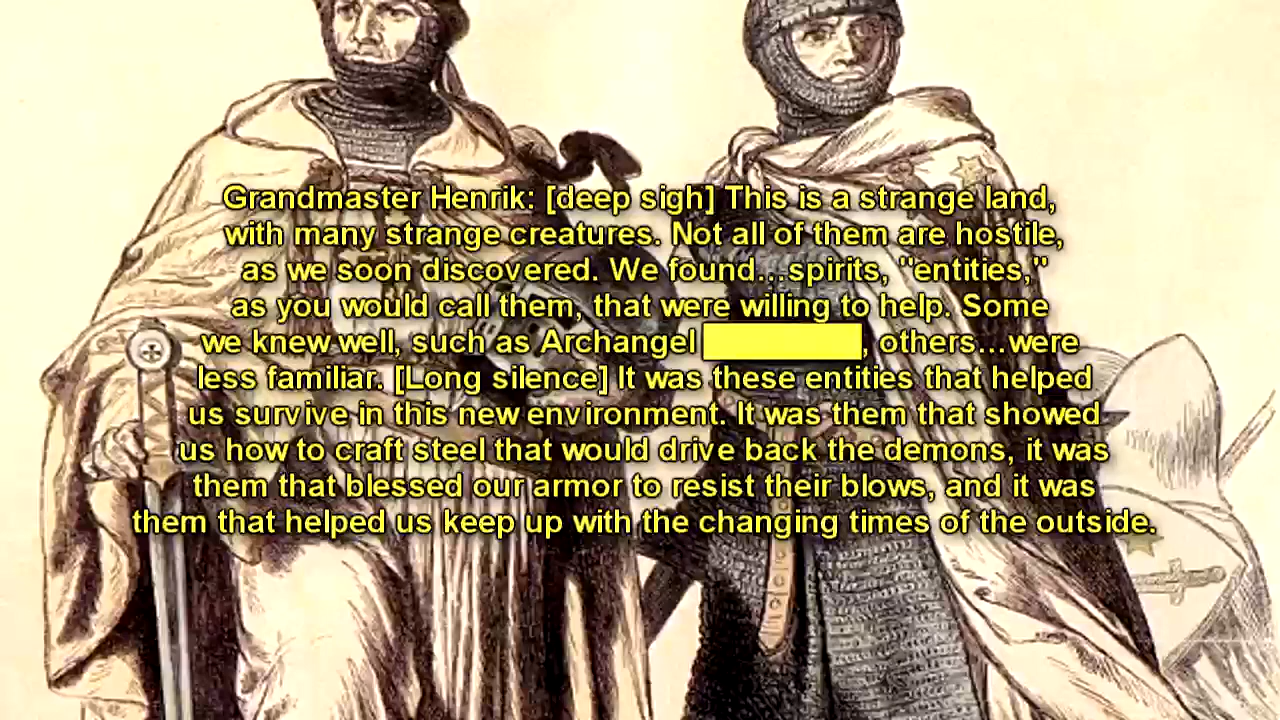 Grandmaster Henrik: [deep sigh] This is a strange land,
with many strange creatures. Not all of them are hostile,
as we soon discovered. We found...spirits, "entities,"
as you would call them, that were willing to help. Some
we knew well, such as Archangel , others...were
less familiar. [Long silence] It was these entities that helped
us survive in this new environment. It was them that showed
us how to craft steel that would drive back the demons, it was
them that blessed our armor to resist their blows, and it was
them that helped us keep up with the changing times of the outside.